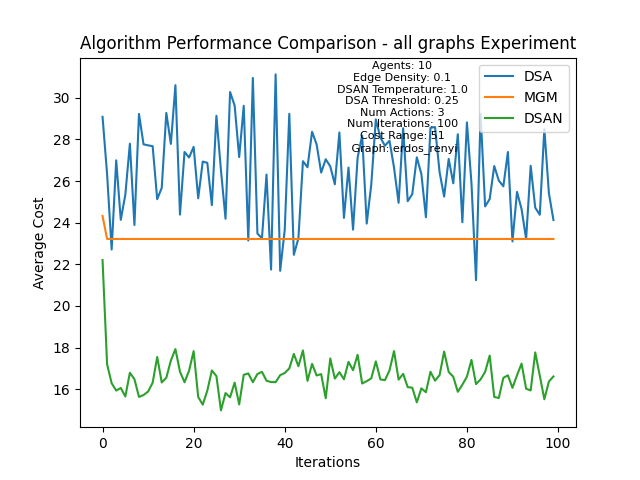 Algorithm Performance Comparison - all graphs Experiment
Agents: 10
Edge Density: 0.1
DSAN Temperature: 1.0
DSA Threshold: 0.25
Num Actions: 3
Num Iterations: 100
Cost Range: 51
Graph:erdos_renyi
DSA
MGM
DSAN
Average Cost
30
28
26
24
22
20
18
16
0
20
40
60
80
100
Iterations